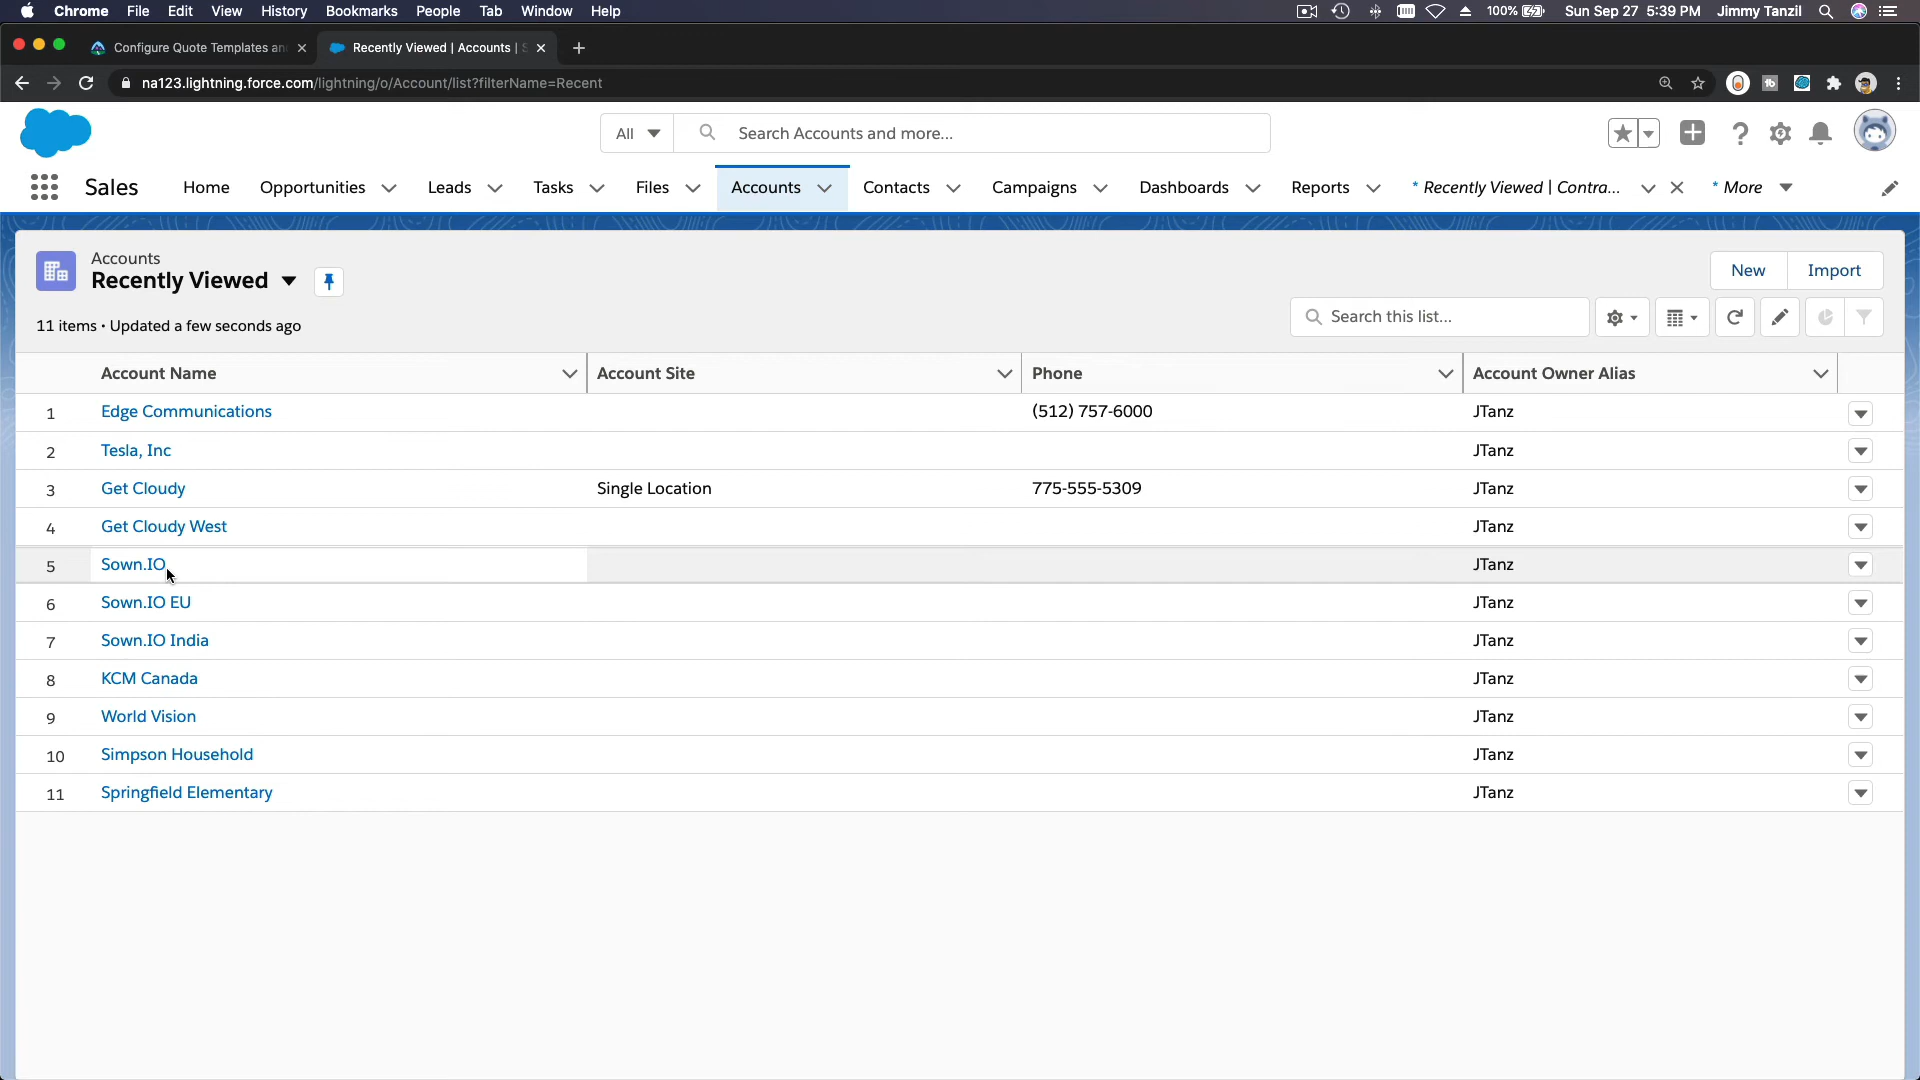 Chrome File Edit View History Bookmarks People Tab Window Help 100% Sun Sep 27 5:39 PM Jimmy Tanzil
Configure Quote Templates an Recently Viewed | Accounts |
na123.lightning.force.com/lightning/o/Account/list?filterName=Recent
All Search Accounts and more...
Sales Home Opportunities Leads Tasks Files Accounts Contacts Campaigns Dashboards Reports * Recently Viewed | Contra... * More
Accounts
Recently Viewed
New Import
11 items • Updated a few seconds ago
Search this list...
Account Name Account Site Phone Account Owner Alias
1 Edge Communications (512) 757-6000 JTanz
2 Tesla, Inc JTanz
3 Get Cloudy Single Location 775-555-5309 JTanz
4 Get Cloudy West JTanz
5 Sown.IO JTanz
6 Sown.IO EU JTanz
7 Sown.IO India JTanz
8 KCM Canada JTanz
9 World Vision JTanz
10 Simpson Household JTanz
11 Springfield Elementary JTanz